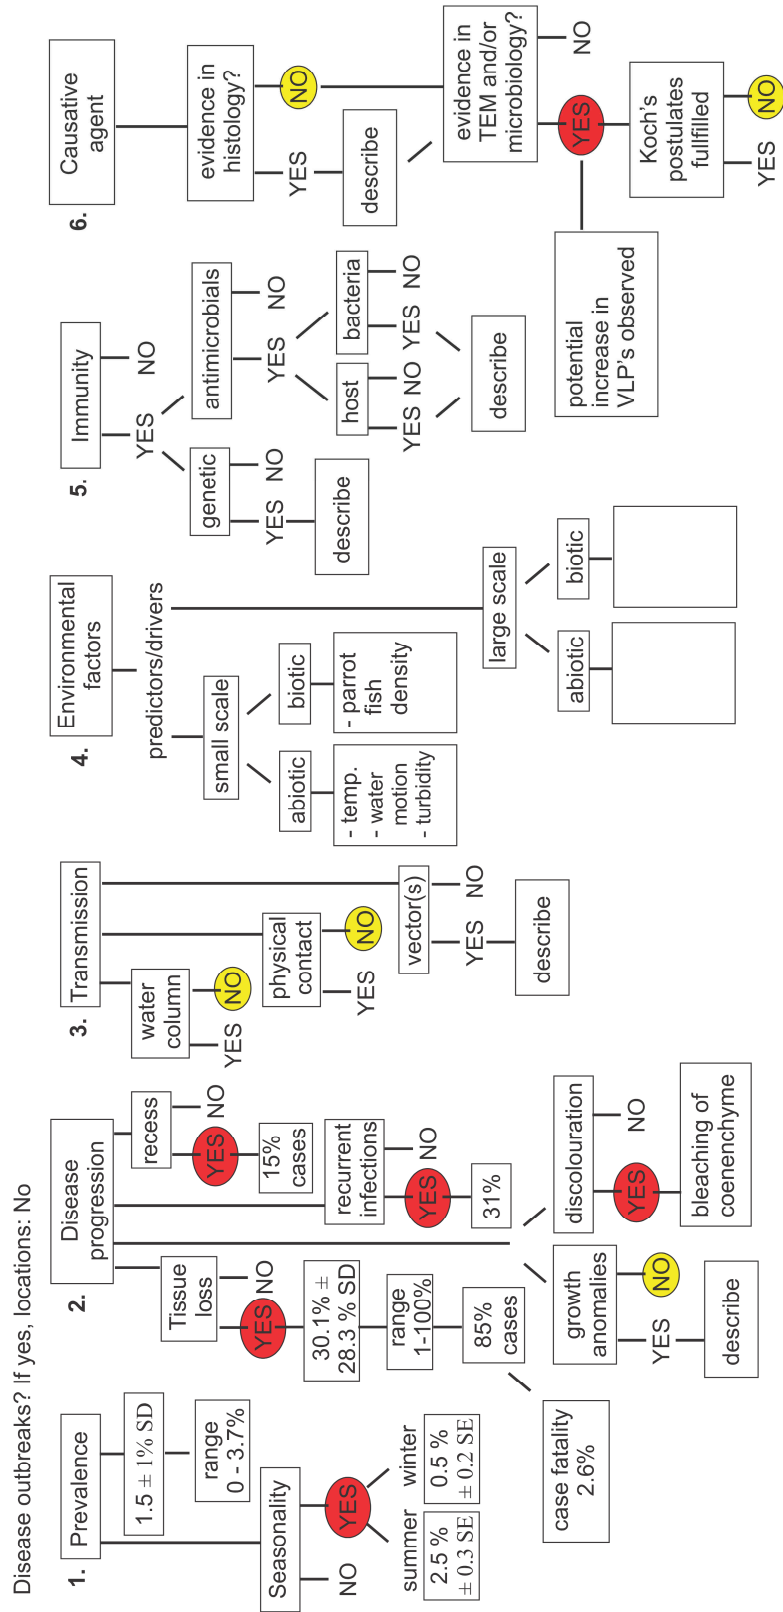 Disease outbreaks? If yes, locations: No
1.
Prevalence
1.5 ± 1% SD
range
0 - 3.7%
Seasonality
NO
YES
summer
winter
2.5 %
± 0.3 SE
0.5 %
± 0.2 SE
2.
Disease
progression
Tissue
loss
YES
NO
30.1% ±
28.3 % SD
range
1-100%
85%
cases
case fatality
2.6%
recess
YES
NO
15%
cases
recurrent
infections
YES
NO
31%
growth
anomalies
YES
NO
describe
discolouration
YES
NO
bleaching of
coenenchyme
3.
Transmission
water
column
YES
NO
physical
contact
YES
NO
vector(s)
YES
NO
describe
4.
Environmental
factors
predictors/drivers
small scale
abiotic
biotic
- temp.
- water
motion
- turbidity
- parrot
fish
density
large scale
abiotic
biotic
5.
Immunity
YES
NO
genetic
YES
NO
describe
antimicrobials
YES
NO
host
YES
NO
bacteria
YES
NO
describe
6.
Causative
agent
evidence in
histology?
YES
NO
describe
evidence in
TEM and/or
microbiology?
YES
NO
potential
increase in
VLP's observed
Koch's
postulates
fullfilled
YES
NO